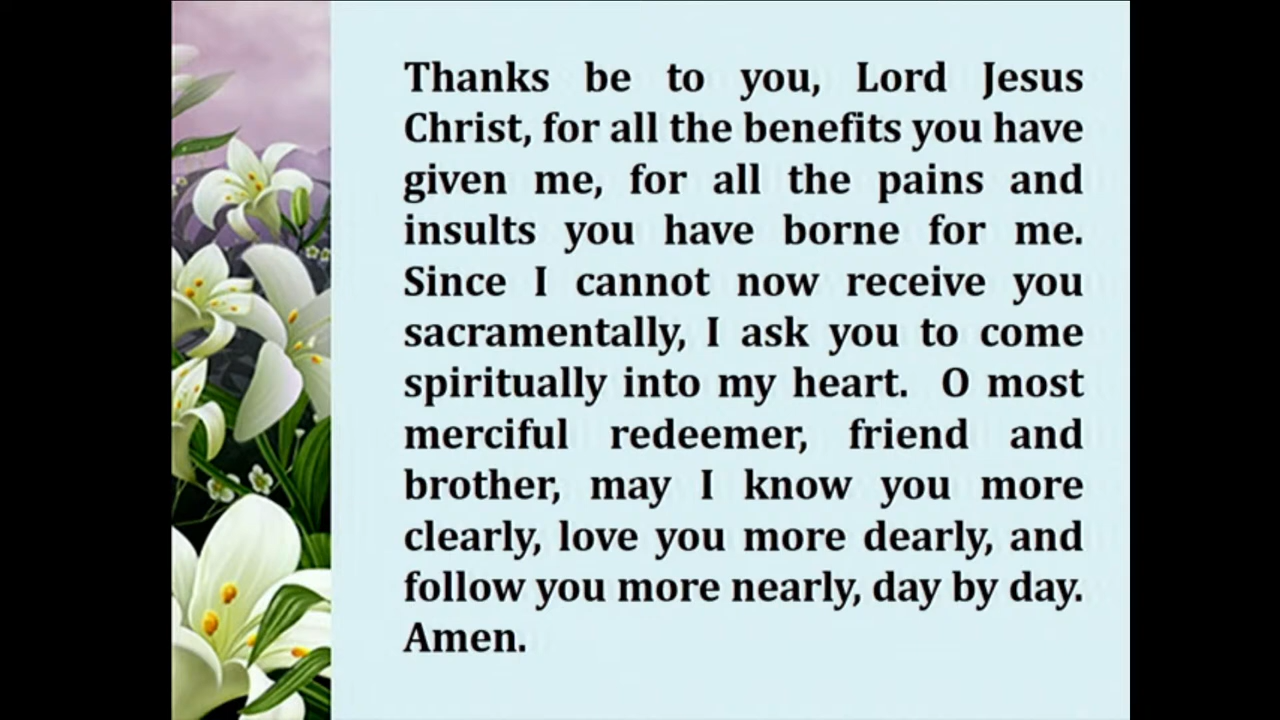 Thanks be to you, Lord Jesus
Christ, for all the benefits you have
given me, for all the pains and
insults you have borne for me.
Since I cannot now receive you
sacramentally, I ask you to come
spiritually into my heart. O most
merciful redeemer, friend and
brother, may I know you more
clearly, love you more dearly, and
follow you more nearly, day by day.
Amen.